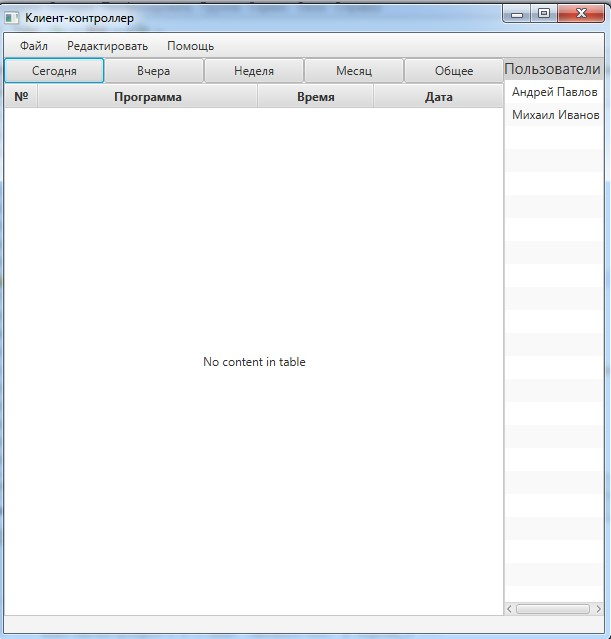 Клиент-контроллер
Файл Редактировать Помощь
Сегодня Вчера Неделя Месяц Общее Пользователи
№ Программа Время Дата
Андрей Павлов
Михаил Иванов
No content in table